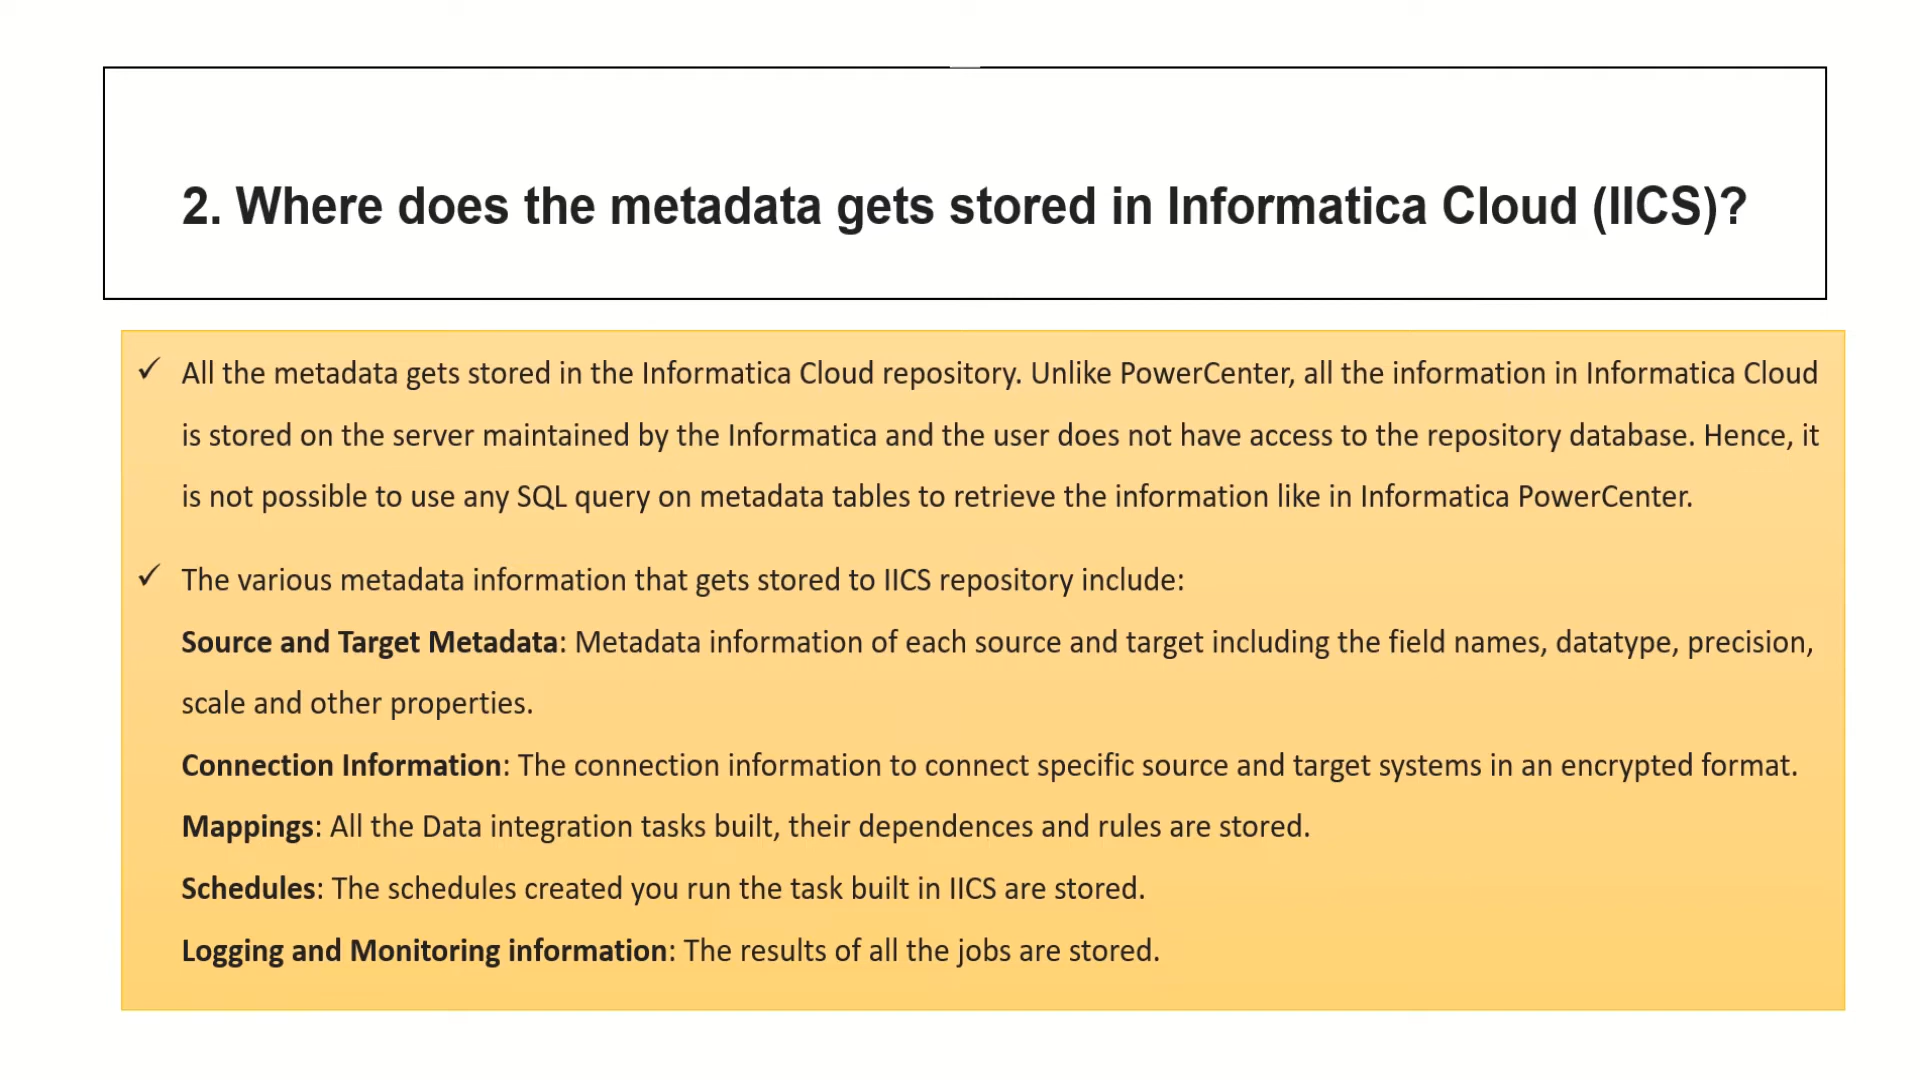 2. Where does the metadata gets stored in Informatica Cloud (IICS)?
✓ All the metadata gets stored in the Informatica Cloud repository. Unlike PowerCenter, all the information in Informatica Cloud
is stored on the server maintained by the Informatica and the user does not have access to the repository database. Hence, it
is not possible to use any SQL query on metadata tables to retrieve the information like in Informatica PowerCenter.
✓ The various metadata information that gets stored to IICS repository include:
Source and Target Metadata: Metadata information of each source and target including the field names, datatype, precision,
scale and other properties.
Connection Information: The connection information to connect specific source and target systems in an encrypted format.
Mappings: All the Data integration tasks built, their dependences and rules are stored.
Schedules: The schedules created you run the task built in IICS are stored.
Logging and Monitoring information: The results of all the jobs are stored.